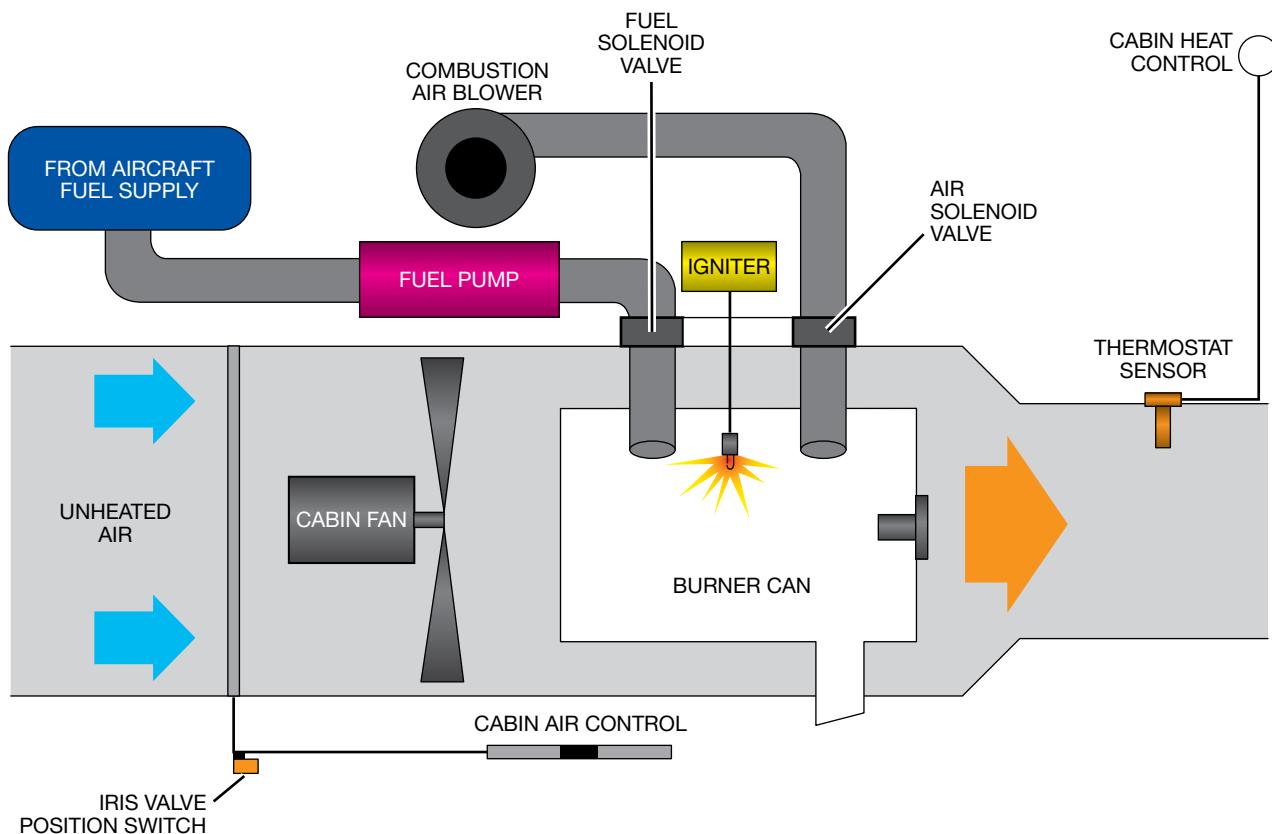 FUEL
SOLENOID
VALVE
CABIN HEAT
CONTROL
COMBUSTION
AIR BLOWER
FROM AIRCRAFT
FUEL SUPPLY
AIR
SOLENOID
VALVE
FUEL PUMP
IGNITER
THERMOSTAT
SENSOR
UNHEATED
AIR
CABIN FAN
BURNER CAN
CABIN AIR CONTROL
IRIS VALVE
POSITION SWITCH